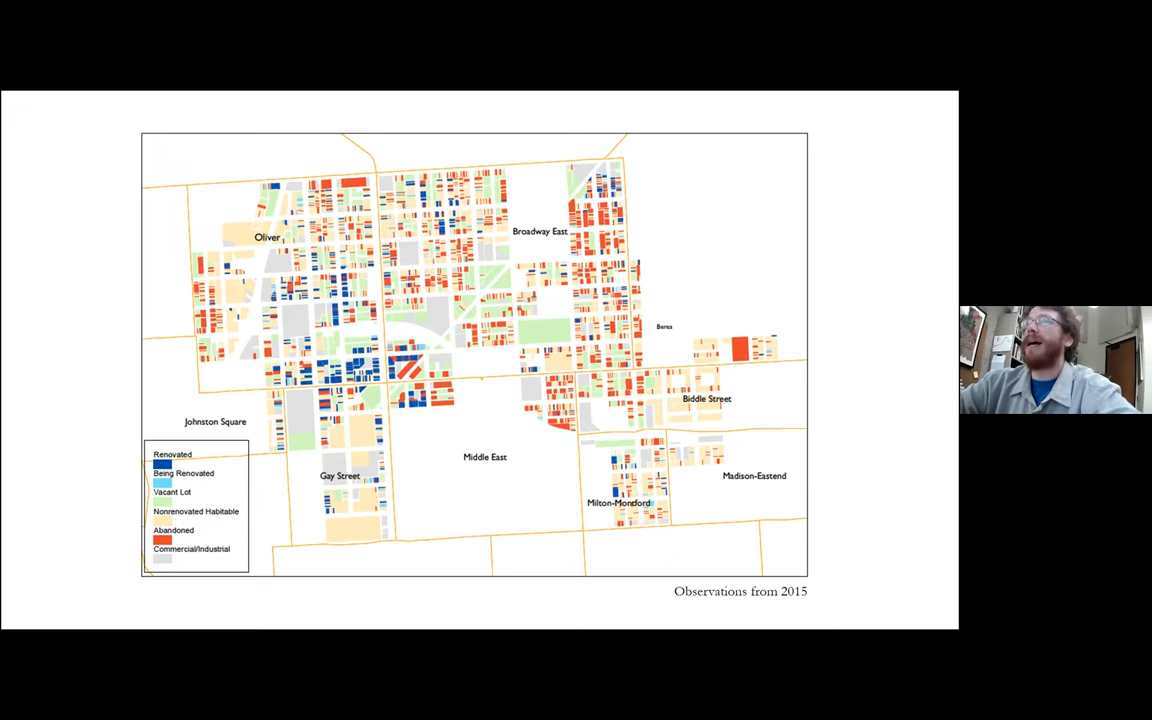 Oliver
Broadway East
Berea
Biddle Street
Johnston Square
Middle East
Gay Street
Madison-Eastend
Milton-Montford
Renovated
Being Renovated
Vacant Lot
Nonrenovated Habitable
Abandoned
Commercial/Industrial
Observations from 2015